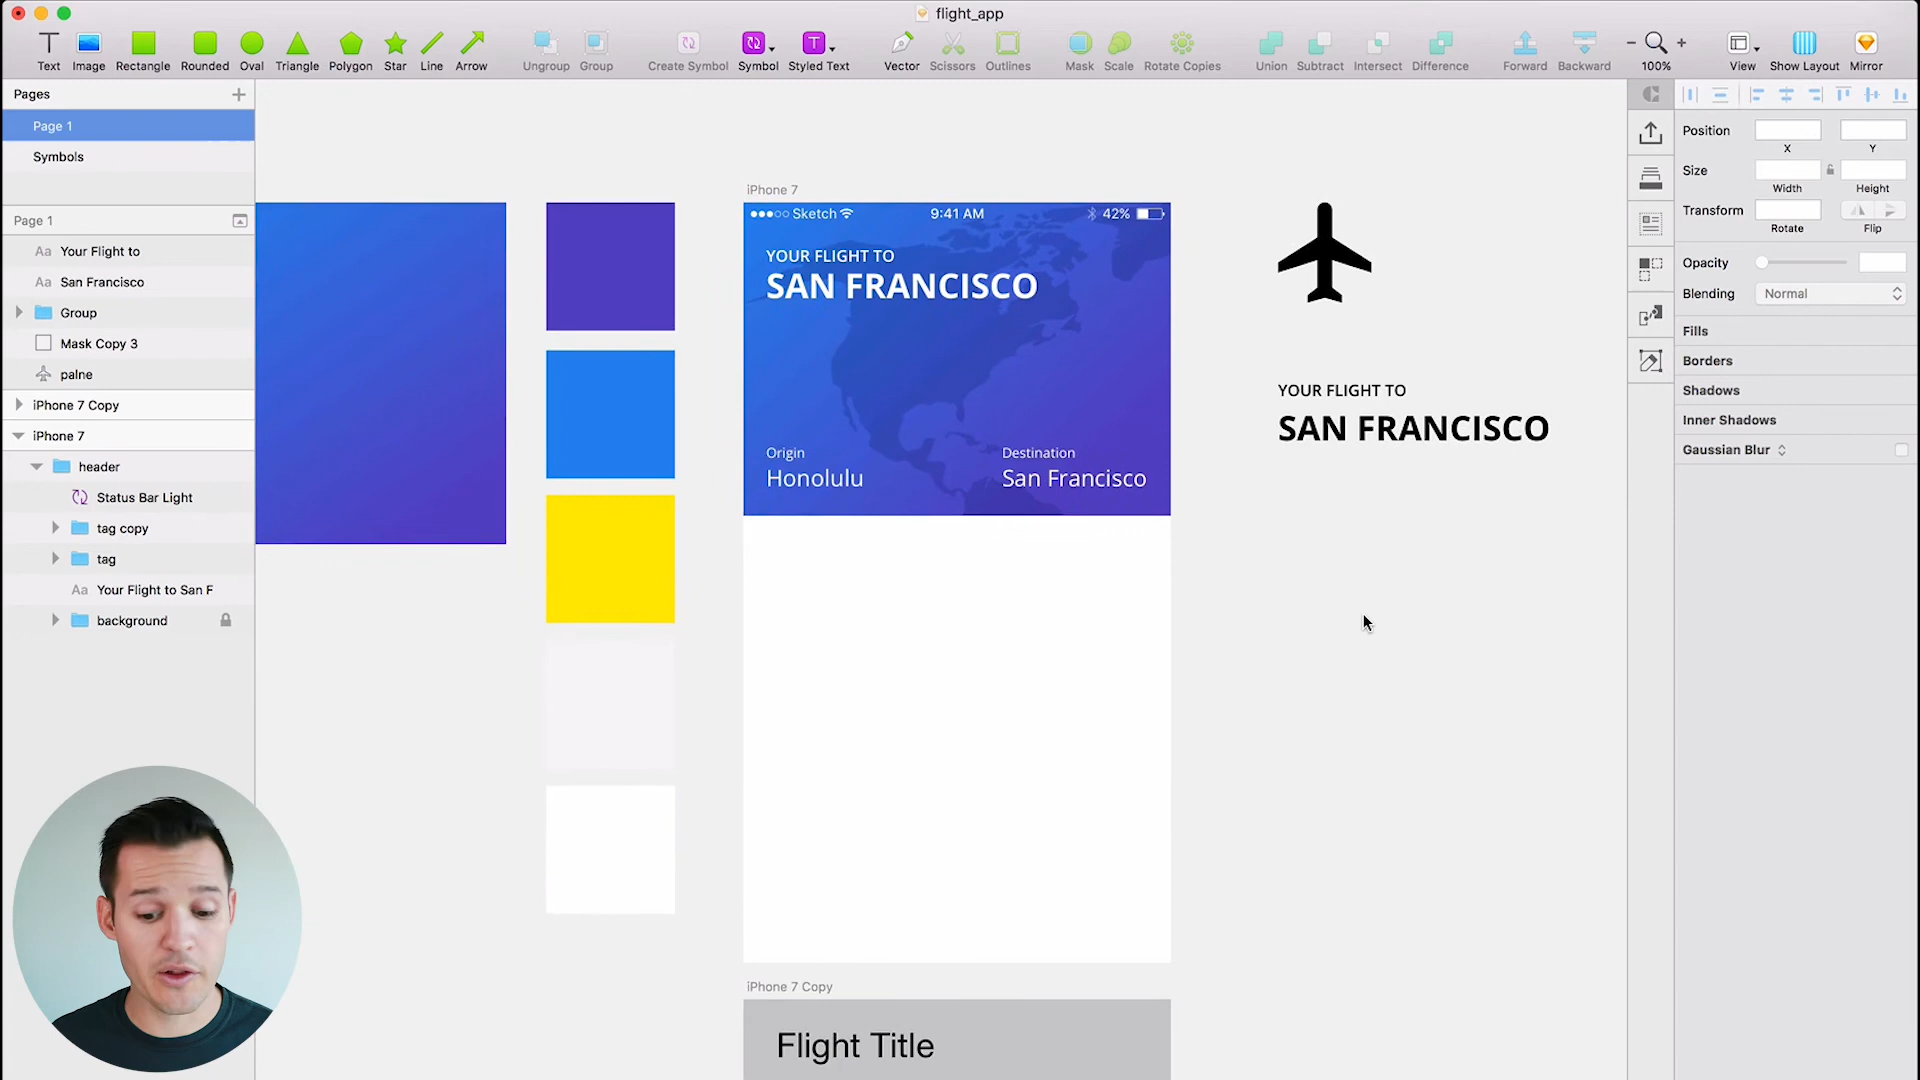 flight_app
Text Image Rectangle Rounded Oval Triangle Polygon Star Line Arrow Ungroup Group Create Symbol Symbol Styled Text Vector Scissors Outlines Mask Scale Rotate Copies Union Subtract Intersect Difference Forward Backward 100% View Show Layout Mirror
Pages
Page 1
Symbols
Page 1
Aa Your Flight to
Aa San Francisco
Group
Mask Copy 3
palne
iPhone 7 Copy
iPhone 7
header
Status Bar Light
tag copy
tag
Aa Your Flight to San F
background
iPhone 7
Sketch 9:41 AM 42%
YOUR FLIGHT TO
SAN FRANCISCO
Origin
Honolulu
Destination
San Francisco
YOUR FLIGHT TO
SAN FRANCISCO
iPhone 7 Copy
Flight Title
Position
X Y
Size
Width Height
Transform
Rotate Flip
Opacity
Blending Normal
Fills
Borders
Shadows
Inner Shadows
Gaussian Blur